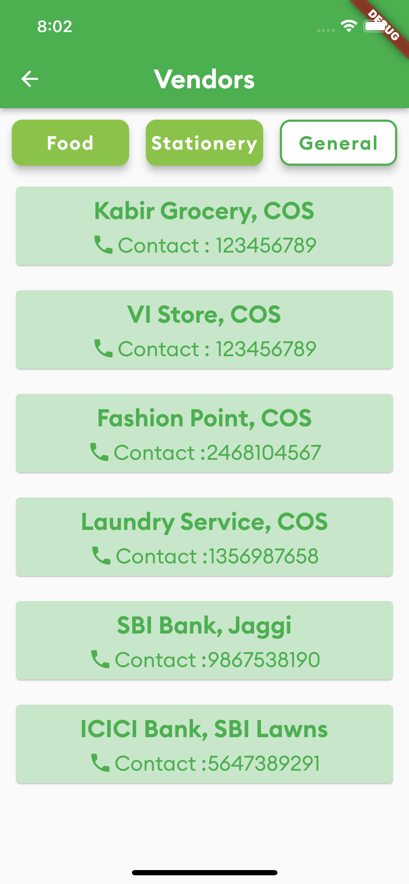 8:02
DEBUG
Vendors
Food
Stationery
General
Kabir Grocery, COS
Contact : 123456789
VI Store, COS
Contact : 123456789
Fashion Point, COS
Contact :2468104567
Laundry Service, COS
Contact :1356987658
SBI Bank, Jaggi
Contact :9867538190
ICICI Bank, SBI Lawns
Contact :5647389291